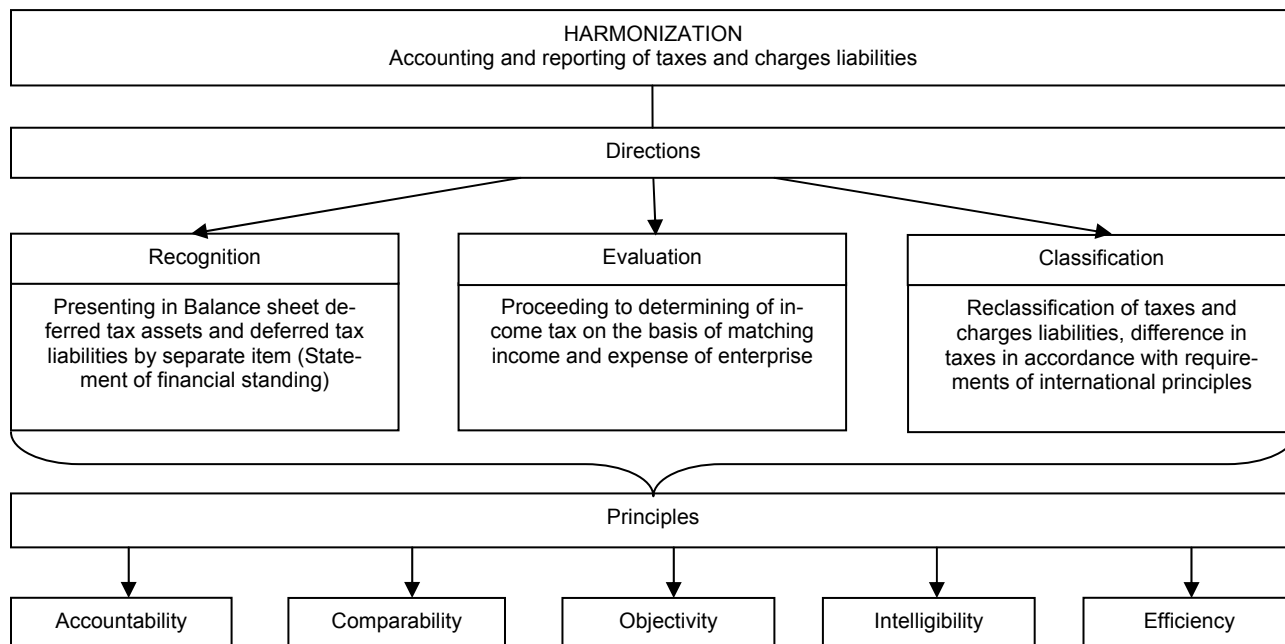 HARMONIZATION
Accounting and reporting of taxes and charges liabilities
Directions
Recognition
Presenting in Balance sheet de-
ferred tax assets and deferred tax
liabilities by separate item (State-
ment of financial standing)
Evaluation
Proceeding to determining of in-
come tax on the basis of matching
income and expense of enterprise
Classification
Reclassification of taxes and
charges liabilities, difference in
taxes in accordance with require-
ments of international principles
Principles
Accountability
Comparability
Objectivity
Intelligibility
Efficiency